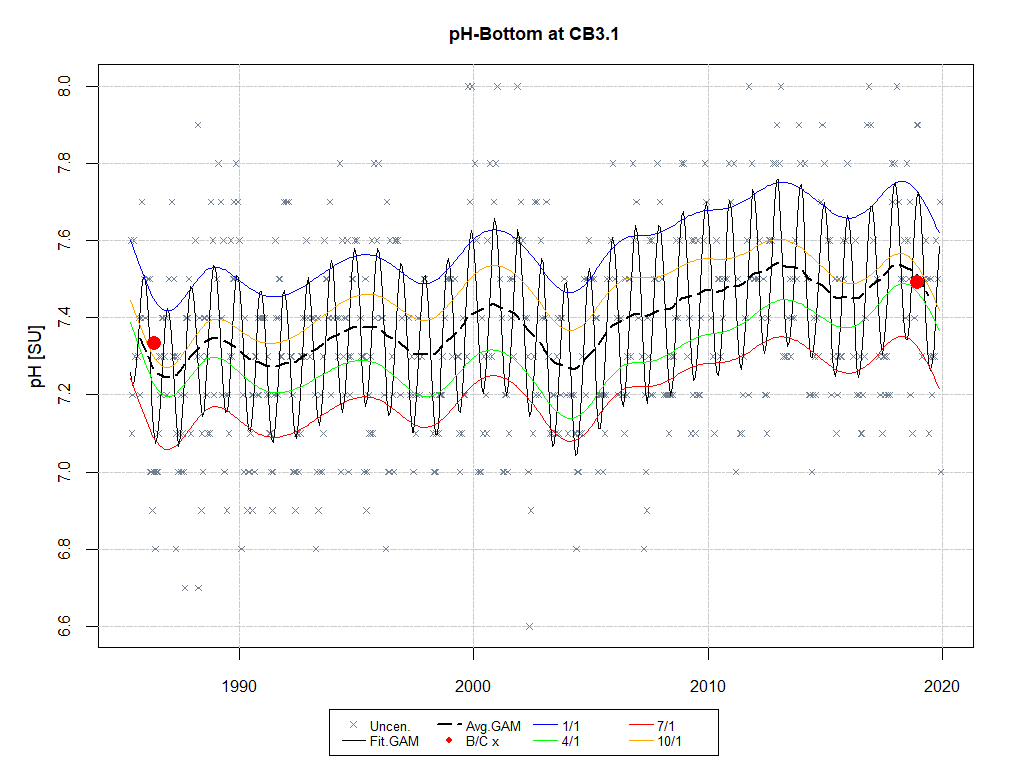 pH-Bottom at CB3.1
pH [SU]
8.0
7.8
7.6
7.4
7.2
7.0
6.8
6.6
1990 2000 2010 2020
Uncen. Avg.GAM 1/1 7/1
Fit.GAM B/C x 4/1 10/1